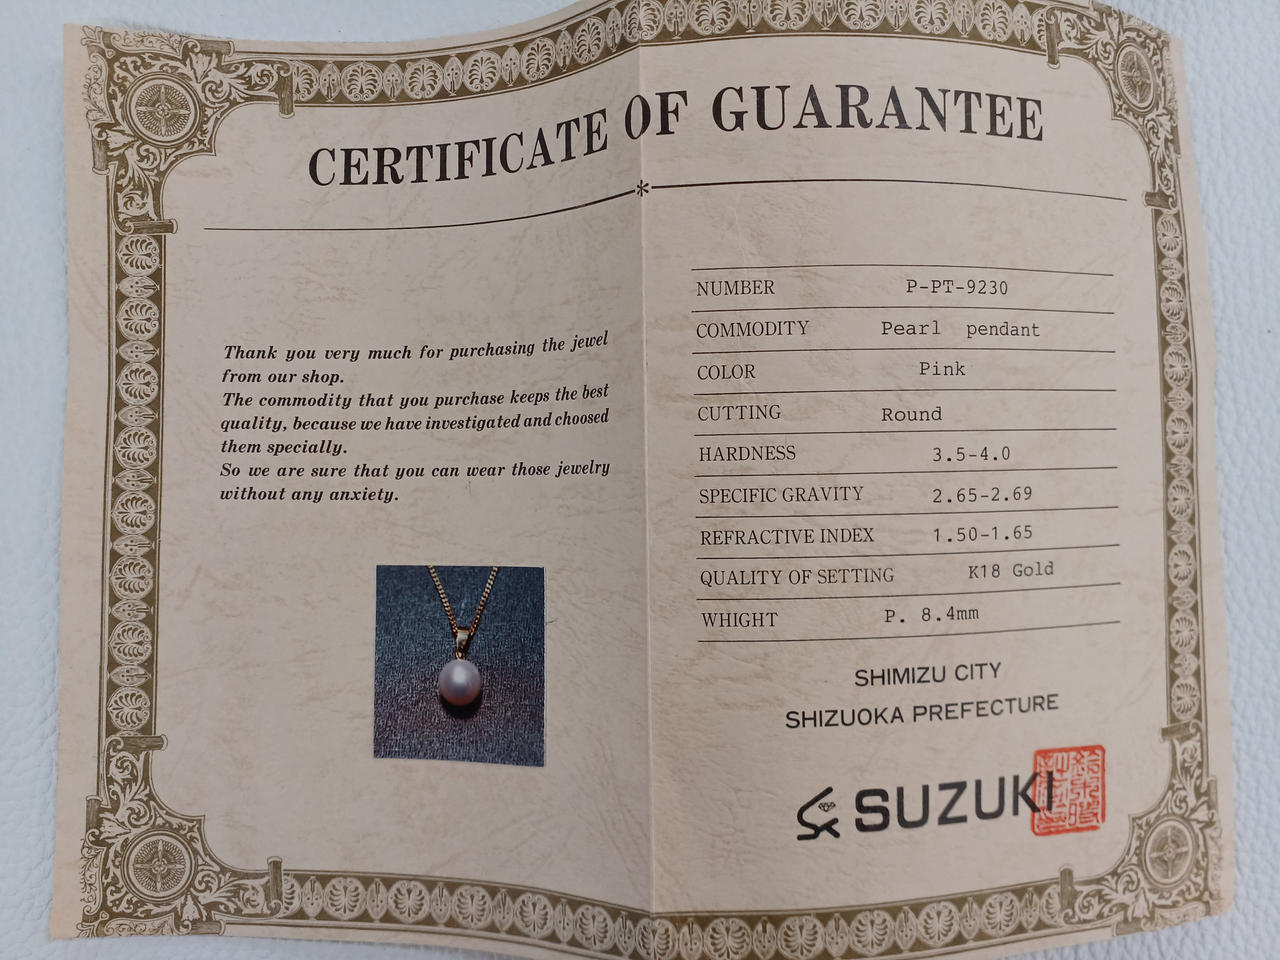 CERTIFICATE OF GUARANTEE
Thank you very much for purchasing the jewel
from our shop.
The commodity that you purchase keeps the best
quality, because we have investigated and choosed
them specially.
So we are sure that you can wear those jewelry
without any anxiety.
NUMBER P-PT-9230
COMMODITY Pearl pendant
COLOR Pink
CUTTING Round
HARDNESS 3.5-4.0
SPECIFIC GRAVITY 2.65-2.69
REFRACTIVE INDEX 1.50-1.65
QUALITY OF SETTING K18 Gold
WHIGHT P. 8.4mm
SHIMIZU CITY
SHIZUOKA PREFECTURE
SUZUKI